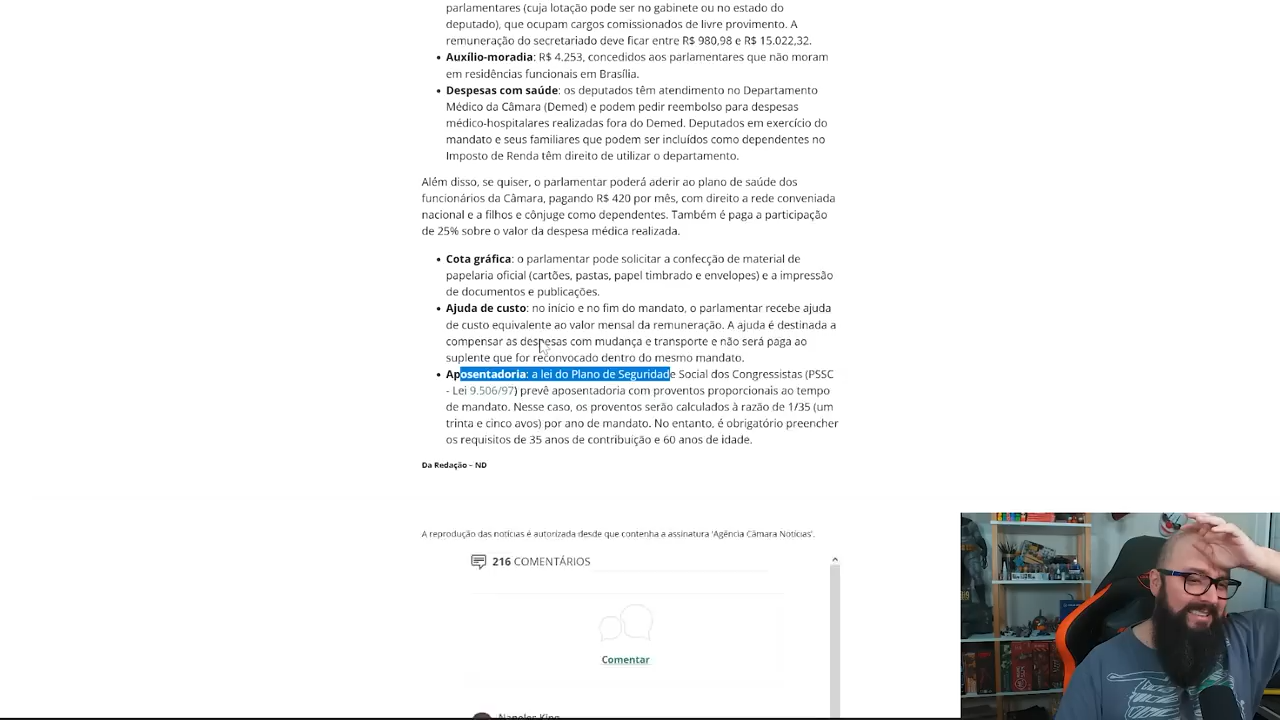 parlamentares (cuja lotação pode ser no gabinete ou no estado do
deputado), que ocupam cargos comissionados de livre provimento. A
remuneração do secretariado deve ficar entre R$ 980,98 e R$ 15.022,32.
• Auxílio-moradia: R$ 4.253, concedidos aos parlamentares que não moram
em residências funcionais em Brasília.
• Despesas com saúde: os deputados têm atendimento no Departamento
Médico da Câmara (Demed) e podem pedir reembolso para despesas
médico-hospitalares realizadas fora do Demed. Deputados em exercício do
mandato e seus familiares que podem ser incluídos como dependentes no
Imposto de Renda têm direito de utilizar o departamento.
Além disso, se quiser, o parlamentar poderá aderir ao plano de saúde dos
funcionários da Câmara, pagando R$ 420 por mês, com direito a rede conveniada
nacional e a filhos e cônjuge como dependentes. Também é paga a participação
de 25% sobre o valor da despesa médica realizada.
• Cota gráfica: o parlamentar pode solicitar a confecção de material de
papelaria oficial (cartões, pastas, papel timbrado e envelopes) e a impressão
de documentos e publicações.
• Ajuda de custo: no início e no fim do mandato, o parlamentar recebe ajuda
de custo equivalente ao valor mensal da remuneração. A ajuda é destinada a
compensar as despesas com mudança e transporte e não será paga ao
suplente que for reconvocado dentro do mesmo mandato.
• Aposentadoria: a lei do Plano de Seguridade Social dos Congressistas (PSSC
- Lei 9.506/97) prevê aposentadoria com proventos proporcionais ao tempo
de mandato. Nesse caso, os proventos serão calculados à razão de 1/35 (um
trinta e cinco avos) por ano de mandato. No entanto, é obrigatório preencher
os requisitos de 35 anos de contribuição e 60 anos de idade.
Da Redação – ND
A reprodução das notícias é autorizada desde que contenha a assinatura 'Agência Câmara Notícias'.
216 COMENTÁRIOS
Comentar